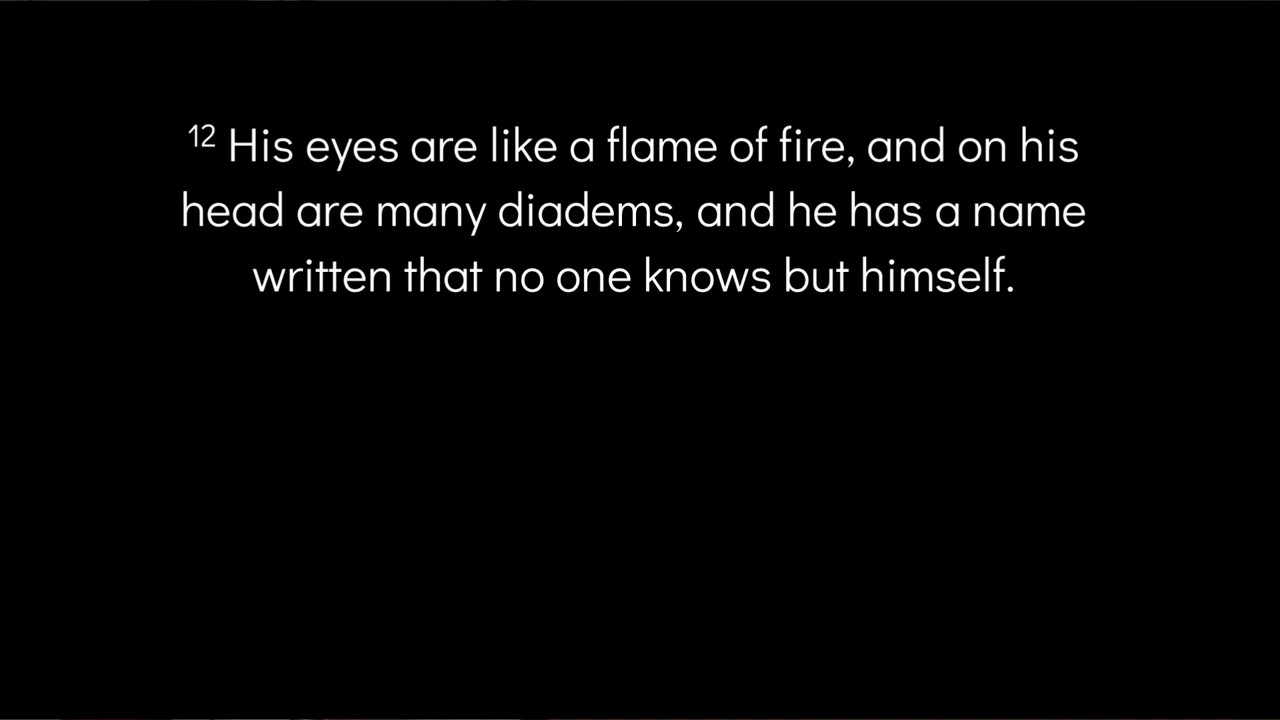 12 His eyes are like a flame of fire, and on his
head are many diadems, and he has a name
written that no one knows but himself.